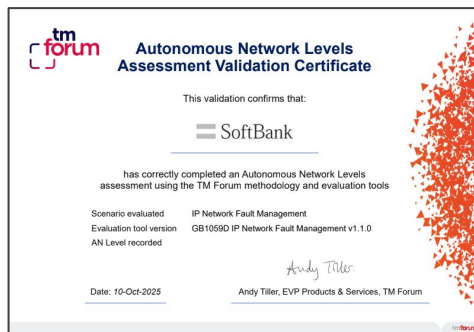 tm
forum
Autonomous Network Levels
Assessment Validation Certificate
This validation confirms that:
SoftBank
has correctly completed an Autonomous Network Levels
assessment using the TM Forum methodology and evaluation tools
Scenario evaluated IP Network Fault Management
Evaluation tool version GB1059D IP Network Fault Management v1.1.0
AN Level recorded
Andy Tiller
Date: 10-Oct-2025 Andy Tiller, EVP Products & Services, TM Forum
tmforum